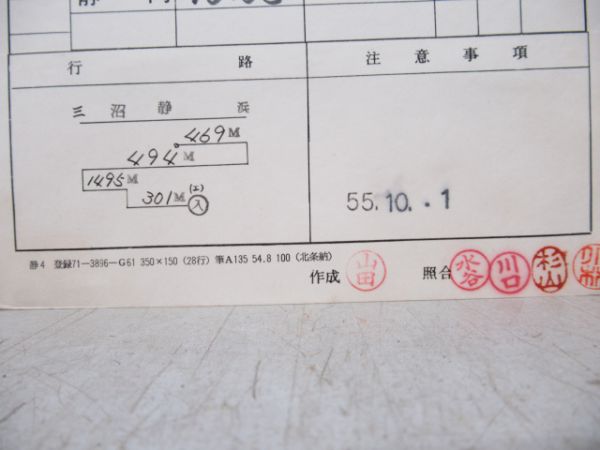 行路 注意事項
三 沼 静 浜
469M
494M
1495M
301M (2) 入
55.10.-1
静4 登録71-3896-G61 350×150 (28行) 筆A135 54.8 100 (北条納)
作成 山田 照合 水谷 川口 杉山